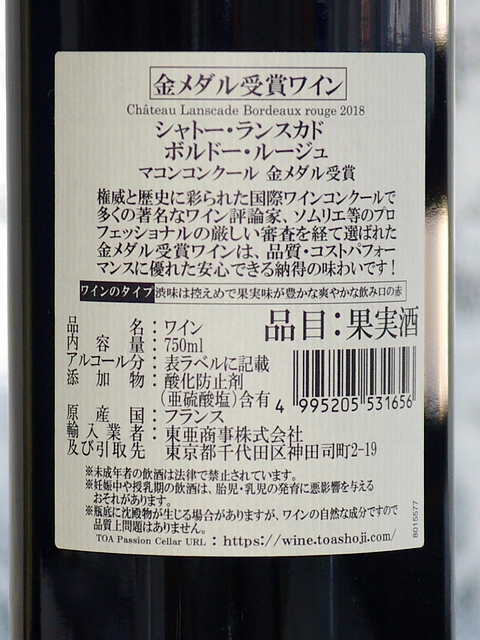 金メダル受賞ワイン
Château Lanscade Bordeaux rouge 2018
シャトー・ランスカド
ボルドー・ルージュ
マコンコンクール 金メダル受賞
権威と歴史に彩られた国際ワインコンクールで
多くの著名なワイン評論家、ソムリエ等のプロ
フェッショナルの厳しい審査を経て選ばれた
金メダル受賞ワインは、品質・コストパフォー
マンスに優れた安心できる納得の味わいです！
ワインのタイプ 渋味は控えめで果実味が豊かな爽やかな飲み口の赤
品目：果実酒
品名：ワイン
内容量：750ml
アルコール分：表ラベルに記載
添加物：酸化防止剤
(亜硫酸塩)含有
4 995205 531656
原産国：フランス
輸入業者：東亜商事株式会社
及び引取先 東京都千代田区神田司町2-19
※未成年者の飲酒は法律で禁止されています。
※妊娠中や授乳期の飲酒は、胎児・乳児の発育に悪影響を与える
おそれがあります。
※瓶底に沈殿物が生じる場合がありますが、ワインの自然な成分ですので
品質上問題はありません。
TOA Passion Cellar URL：https://wine.toashoji.com/
8015577